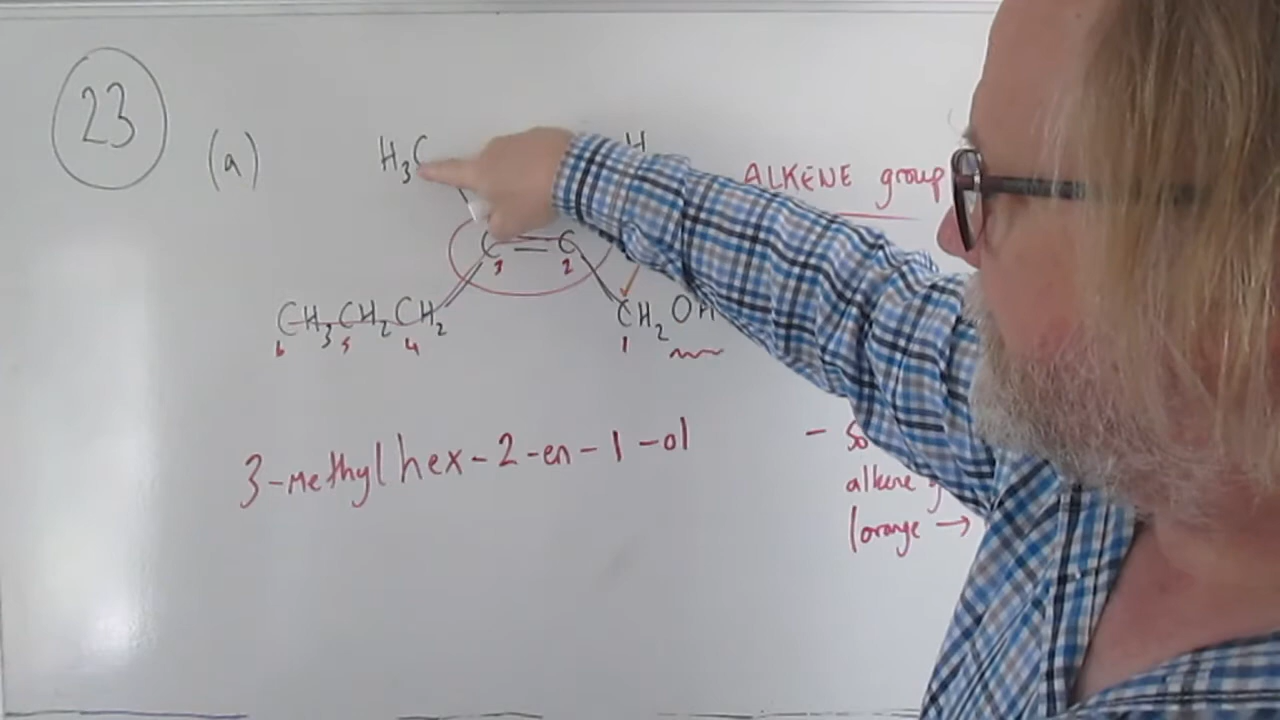 23
(a)
H₃C
H
ALKENE group
C = C
3 2
CH₃CH₂CH₂
CH₂OH
6 5 4
1
3-methylhex-2-en-1-ol
-
alkene
(orange →